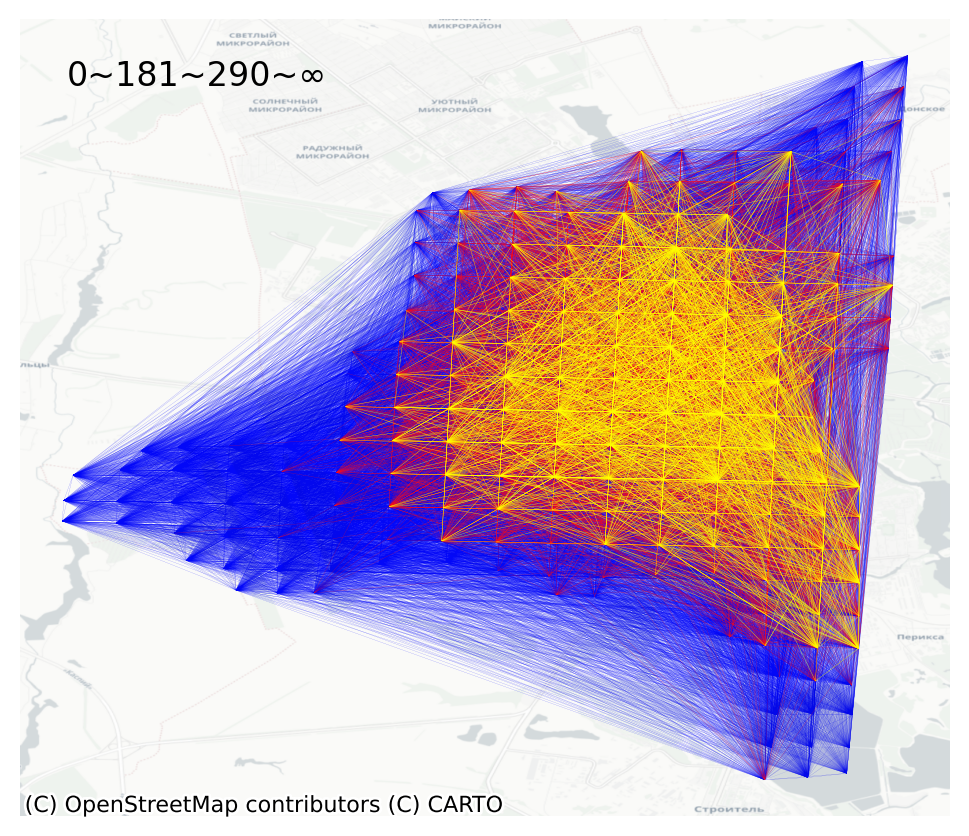 МИКРОРАЙОН
СВЕТЛЫЙ
МИКРОРАЙОН
0~181~290~∞
СОЛНЕЧНЫЙ
МИКРОРАЙОН
УЮТНЫЙ
МИКРОРАЙОН
РАДУЖНЫЙ
МИКРОРАЙОН
Перикса
Строитель
(C) OpenStreetMap contributors (C) CARTO